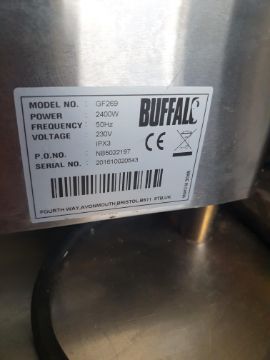 MODEL NO. : GF269
BUFFALO
POWER : 2400W
FREQUENCY : 50Hz
VOLTAGE : 230V
IPX3
CE
P.O.NO. : NB5022197
SERIAL NO. : 201610020543
FOURTH WAY,AVONMOUTH,BRISTOL,BS11 8TB,UK